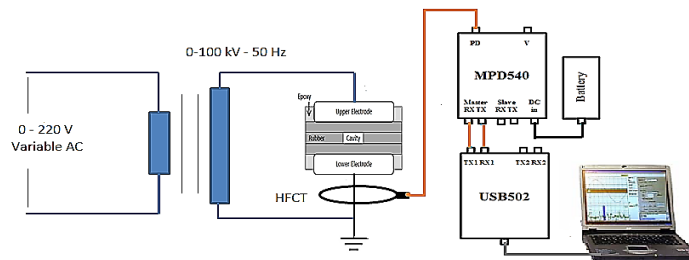 0-100 kV - 50 Hz
0 - 220 V
Variable AC
Epoxy
Upper Electrode
Rubber
Cavity
Lower Electrode
HFCT
PD V
MPD540
Master Slave DC
RX TX RX TX in
Battery
TX1 RX1 TX2 RX2
USB502